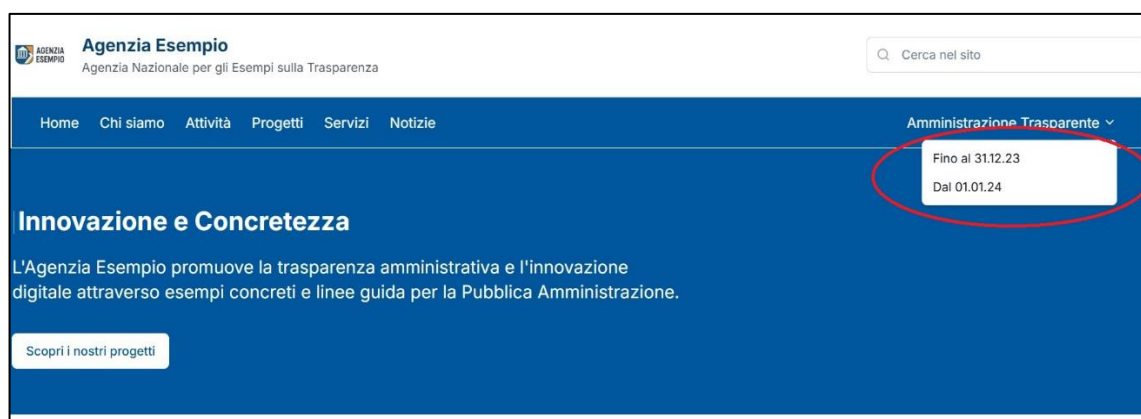 AGENZIA
ESEMPIO
Agenzia Esempio
Agenzia Nazionale per gli Esempi sulla Trasparenza
Cerca nel sito
Home Chi siamo Attività Progetti Servizi Notizie Amministrazione Trasparente
Fino al 31.12.23
Dal 01.01.24
Innovazione e Concretezza
L'Agenzia Esempio promuove la trasparenza amministrativa e l'innovazione
digitale attraverso esempi concreti e linee guida per la Pubblica Amministrazione.
Scopri i nostri progetti